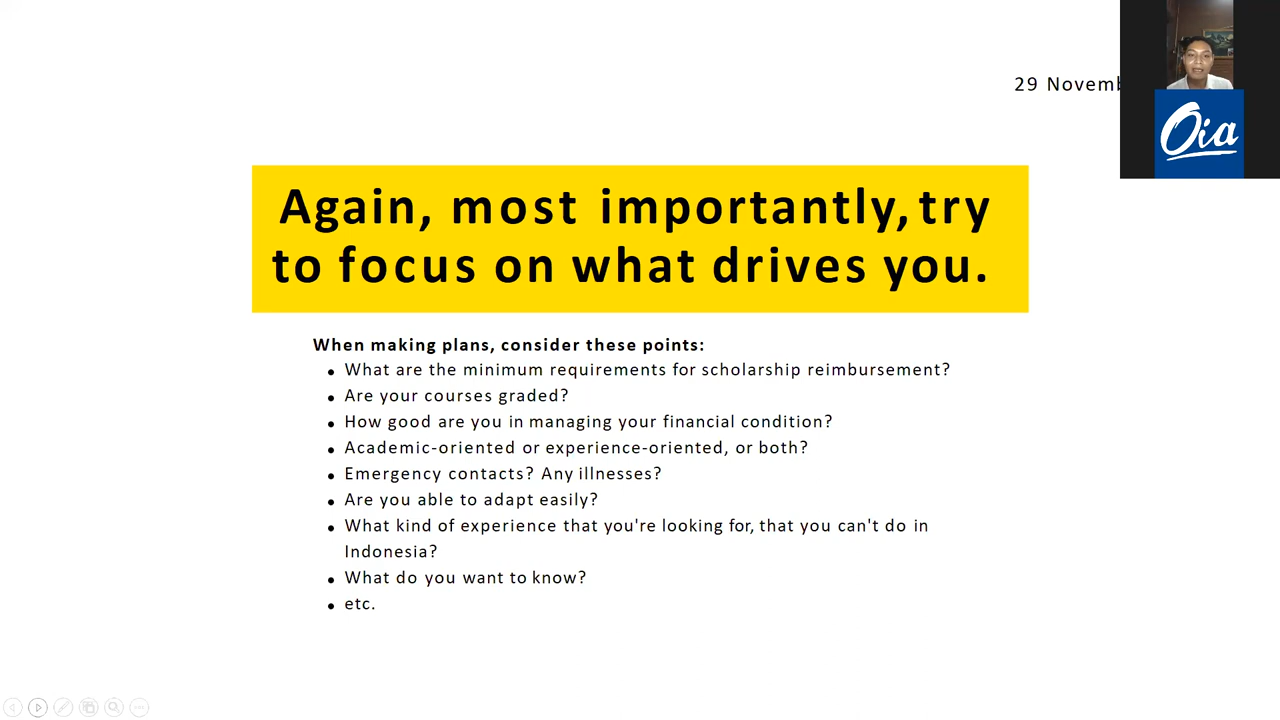 29 Novemb
Oia
Again, most importantly, try
to focus on what drives you.
When making plans, consider these points:
• What are the minimum requirements for scholarship reimbursement?
• Are your courses graded?
• How good are you in managing your financial condition?
• Academic-oriented or experience-oriented, or both?
• Emergency contacts? Any illnesses?
• Are you able to adapt easily?
• What kind of experience that you're looking for, that you can't do in
Indonesia?
• What do you want to know?
• etc.